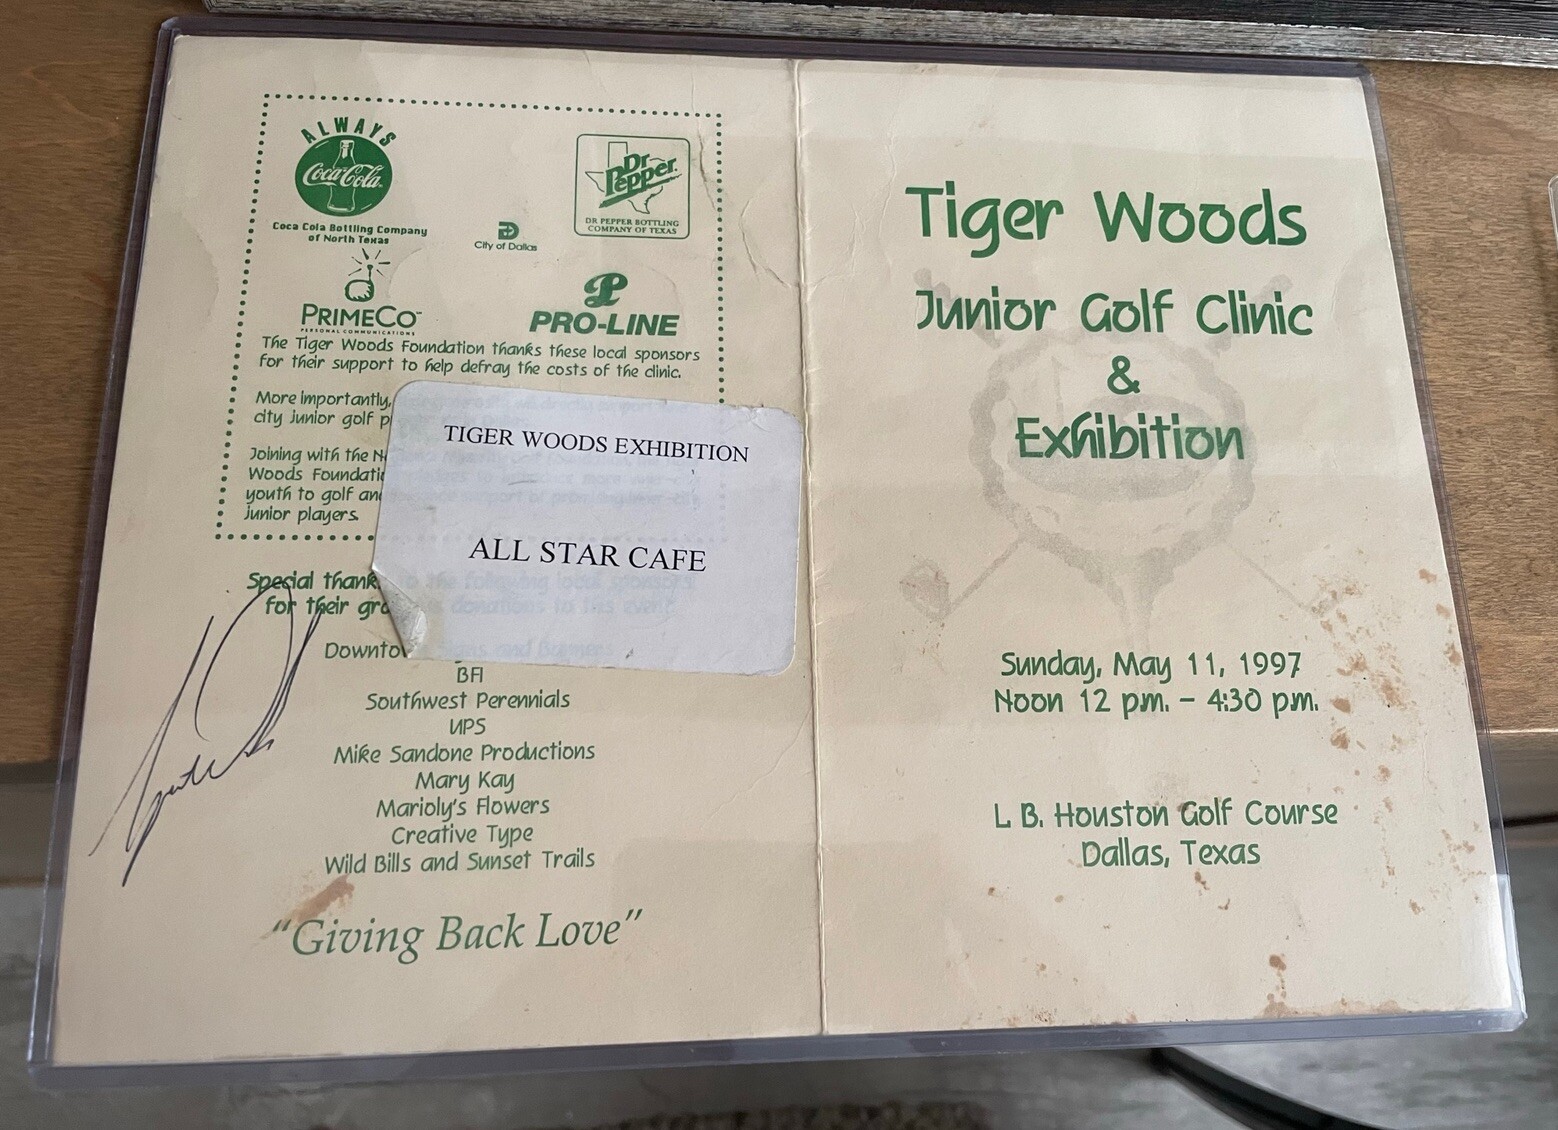 ALWAYS
Coca-Cola
Coca Cola Bottling Company
of North Texas
City of Dallas
Dr Pepper
DR PEPPER BOTTLING
COMPANY OF TEXAS
PRIMECO
PERSONAL COMMUNICATIONS
PRO-LINE
The Tiger Woods Foundation thanks these local sponsors
for their support to help defray the costs of the clinic.
More importantly,
city junior golf
Joining with the
Woods
youth to golf
junior players.
TIGER WOODS EXHIBITION
ALL STAR CAFE
Special
for their
BFI
Southwest Perennials
UPS
Mike Sandone Productions
Mary Kay
Marioly's Flowers
Creative Type
Wild Bills and Sunset Trails
"Giving Back Love"
Tiger Woods
Junior Golf Clinic
&
Exhibition
Sunday, May 11, 1997
Noon 12 pm. - 4:30 pm.
L B. Houston Golf Course
Dallas, Texas